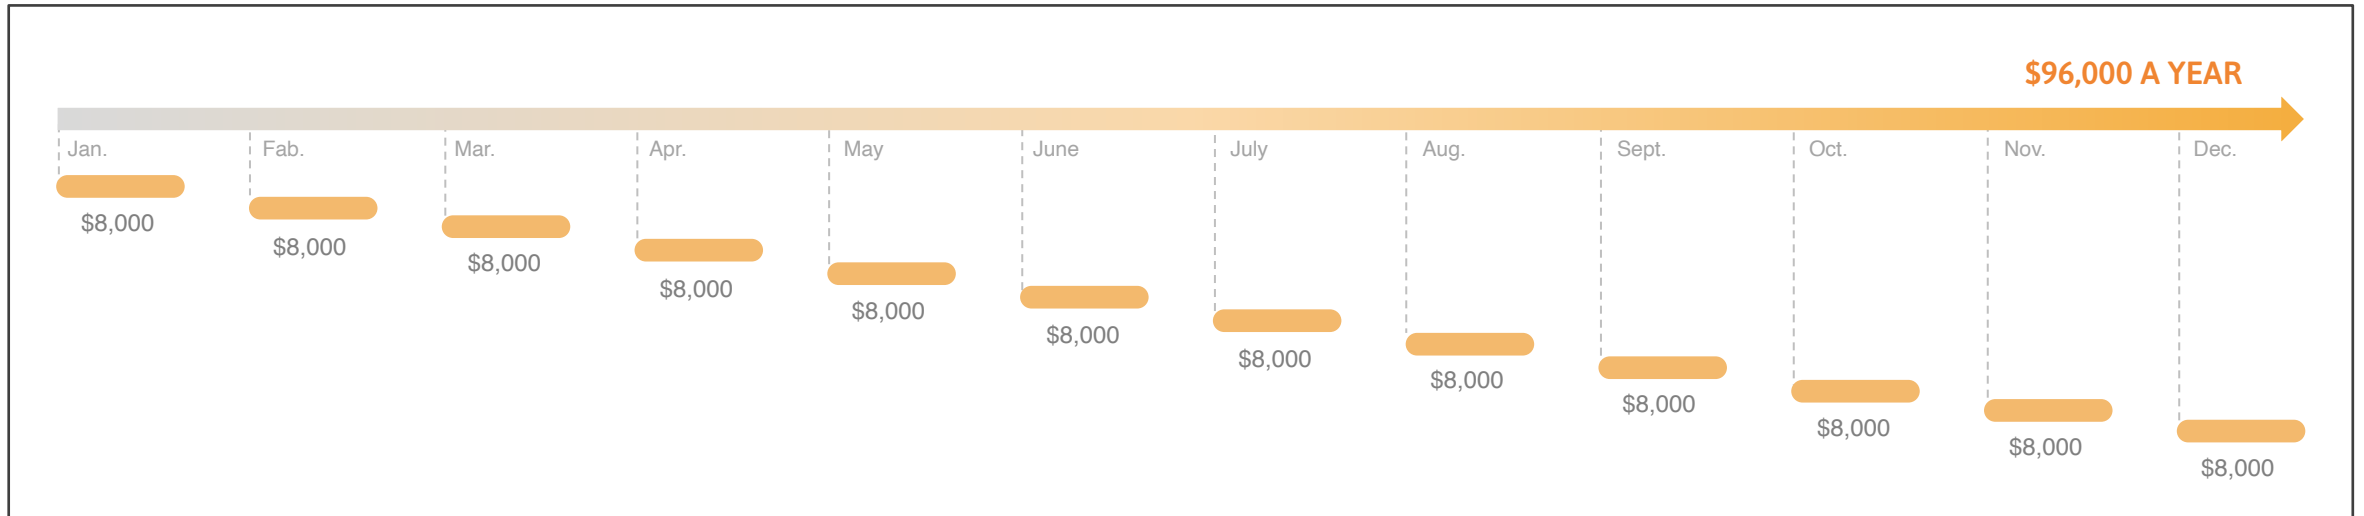 $96,000 A YEAR
Jan.
Fab.
Mar.
Apr.
May
June
July
Aug.
Sept.
Oct.
Nov.
Dec.
$8,000
$8,000
$8,000
$8,000
$8,000
$8,000
$8,000
$8,000
$8,000
$8,000
$8,000
$8,000